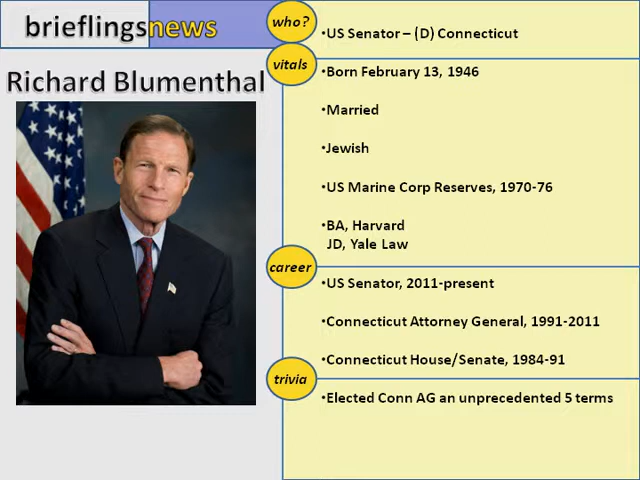 brieflingsnews
Richard Blumenthal
who?
•US Senator – (D) Connecticut
vitals
•Born February 13, 1946
•Married
•Jewish
•US Marine Corp Reserves, 1970-76
•BA, Harvard
JD, Yale Law
career
•US Senator, 2011-present
•Connecticut Attorney General, 1991-2011
•Connecticut House/Senate, 1984-91
trivia
•Elected Conn AG an unprecedented 5 terms